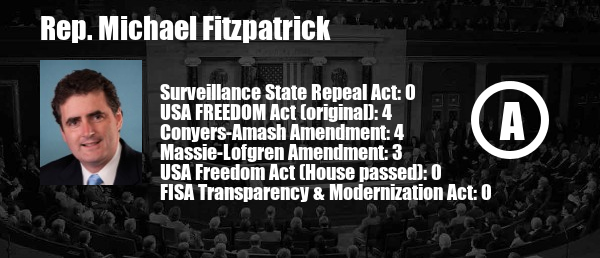 Rep. Michael Fitzpatrick
Surveillance State Repeal Act: 0
USA FREEDOM Act (original): 4
Conyers-Amash Amendment: 4
Massie-Lofgren Amendment: 3
USA Freedom Act (House passed): 0
FISA Transparency & Modernization Act: 0
A